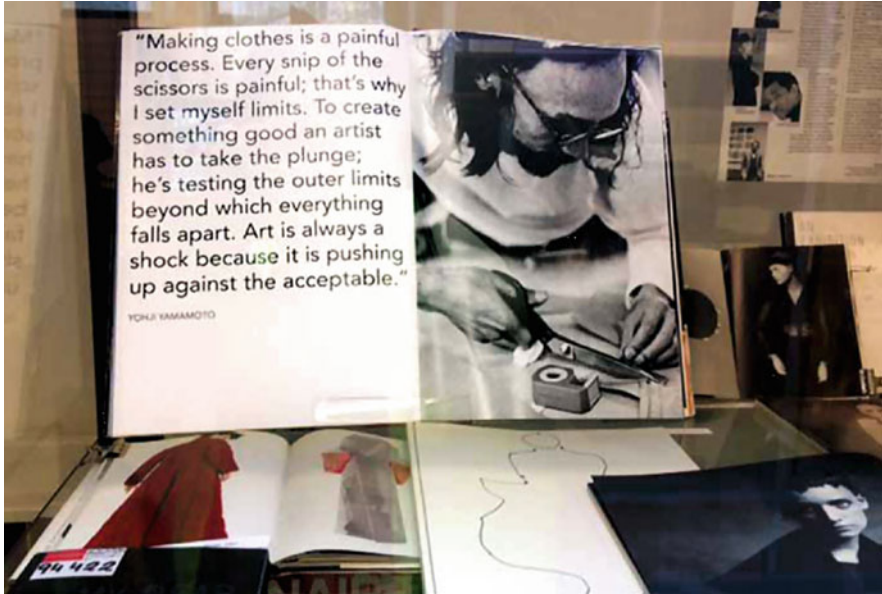 "Making clothes is a painful
process. Every snip of the
scissors is painful; that's why
I set myself limits. To create
something good an artist
has to take the plunge;
he's testing the outer limits
beyond which everything
falls apart. Art is always a
shock because it is pushing
up against the acceptable."
YOHJI YAMAMOTO
94 422